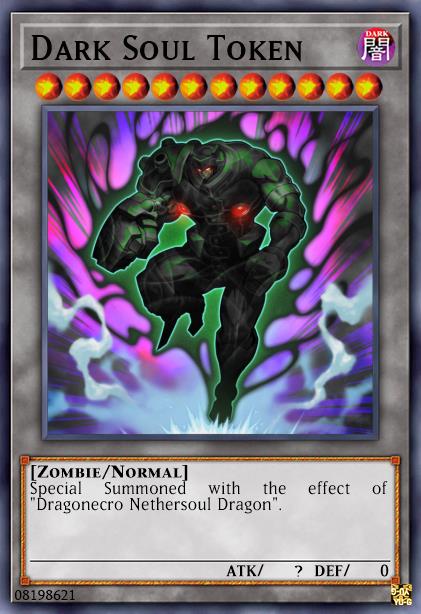 Dark Soul Token
DARK
闇
[Zombie/Normal]
Special Summoned with the effect of
"Dragonecro Nethersoul Dragon".
ATK/ ? DEF/ 0
08198621